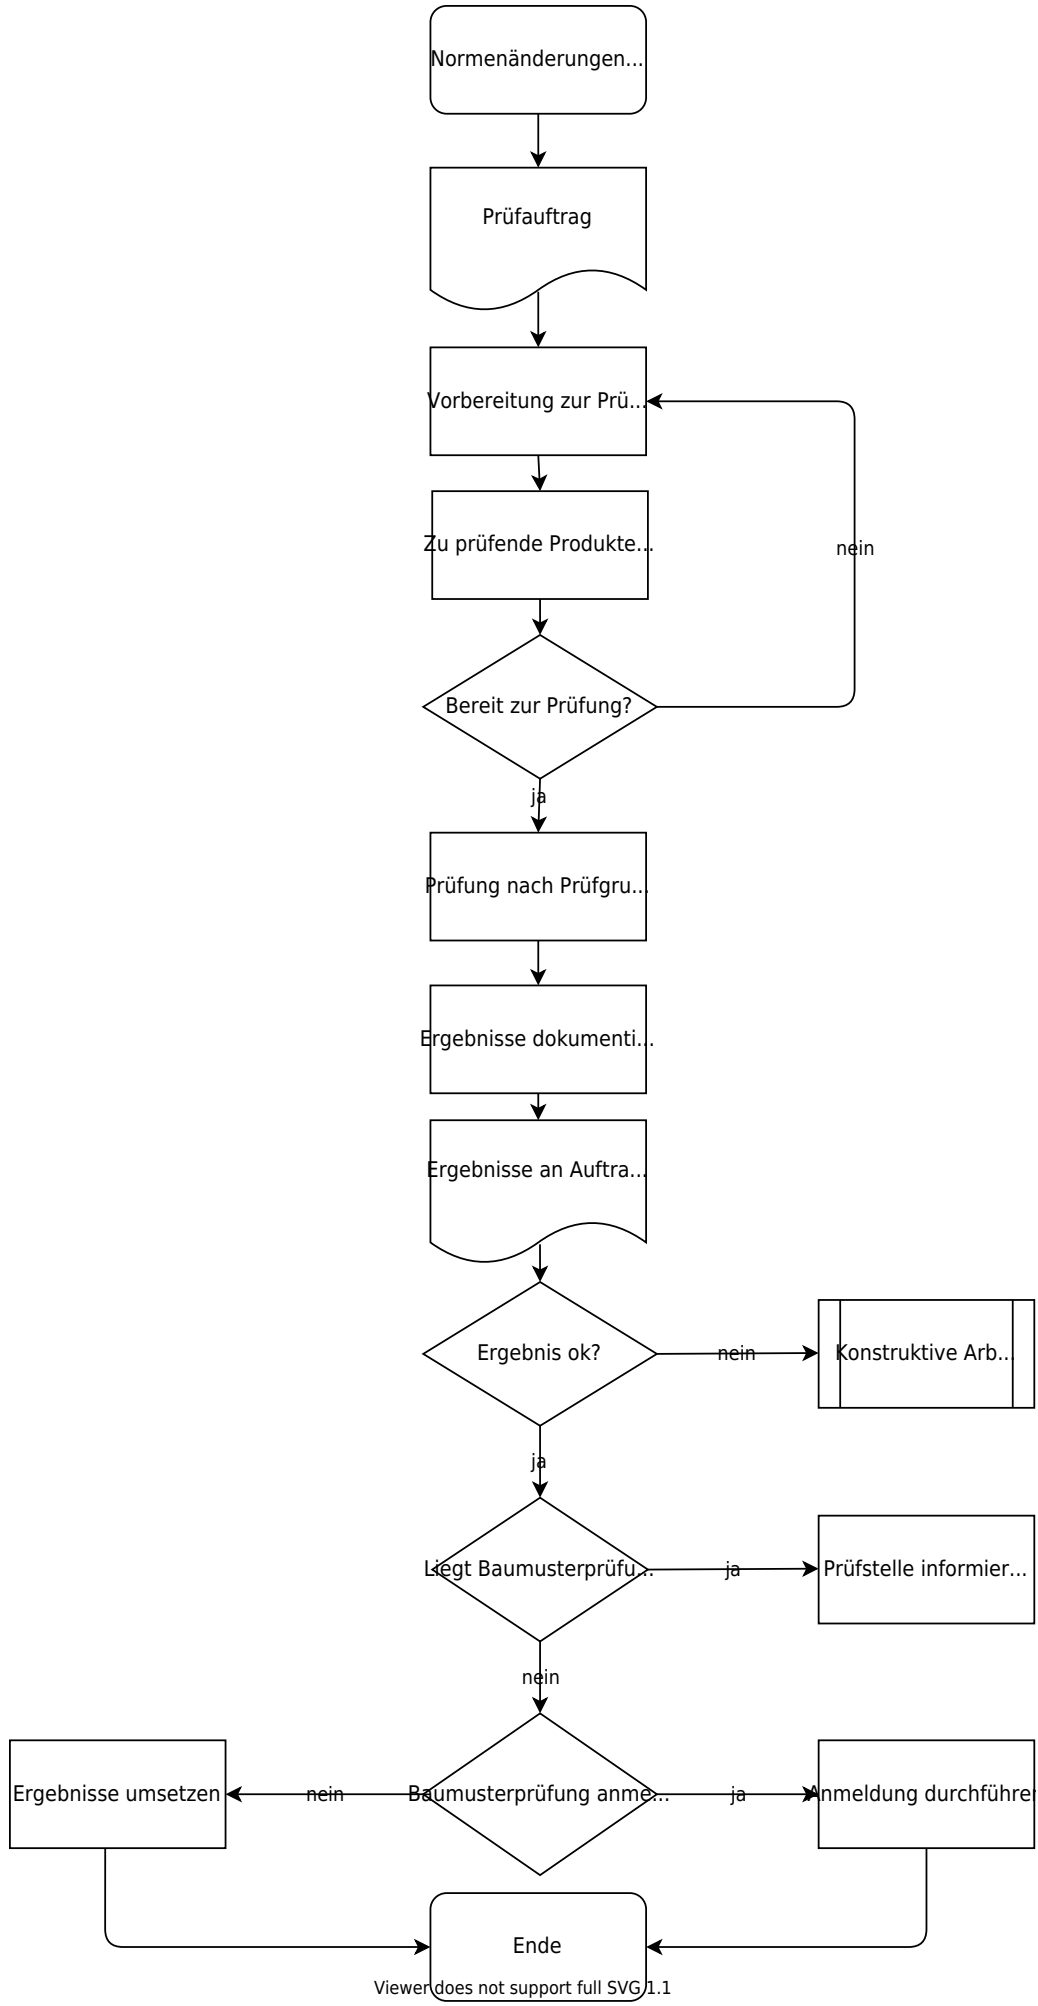 Normenänderungen...
Prüfauftrag
Vorbereitung zur Prü...
Zu prüfende Produkte...
nein
Bereit zur Prüfung?
ja
Prüfung nach Prüfgru...
Ergebnisse dokumenti...
Ergebnisse an Auftra...
Ergebnis ok?
nein
Konstruktive Arb...
ja
Liegt Baumusterprüfu...
ja
Prüfstelle informier...
nein
Ergebnisse umsetzen
nein
Baumusterprüfung anme...
ja
Anmeldung durchführen
Ende
Viewer does not support full SVG 1.1